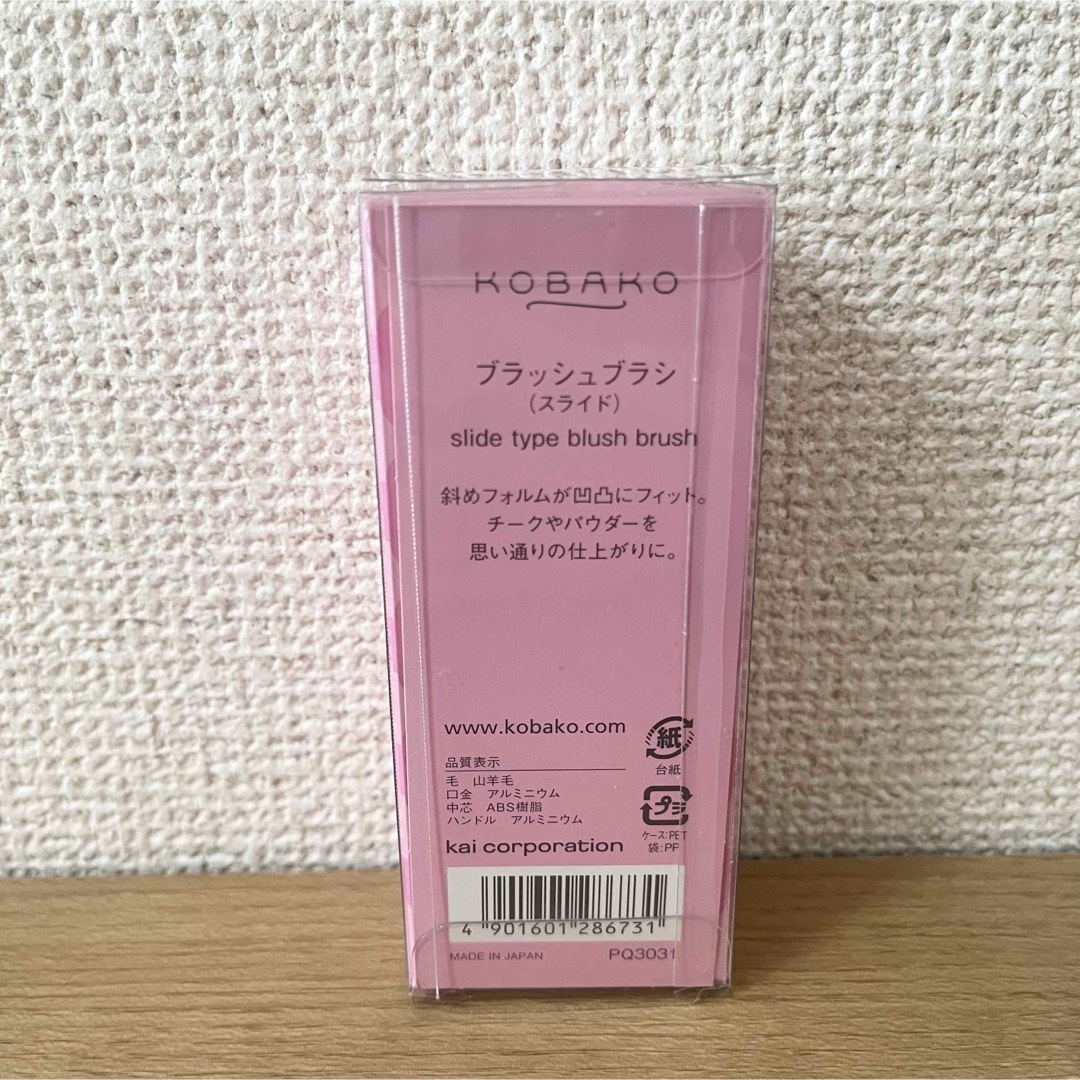 KOBAKO
ブラッシュブラシ
(スライド)
slide type blush brush
斜めフォルムが凹凸にフィット。
チークやパウダーを
思い通りの仕上がりに。
www.kobako.com
紙
台紙
品質表示
毛 山羊毛
口金 アルミニウム
中芯 ABS樹脂
ハンドル アルミニウム
プラ
ケース:PET
袋:PP
kai corporation
4 901601 286731
MADE IN JAPAN PQ3031